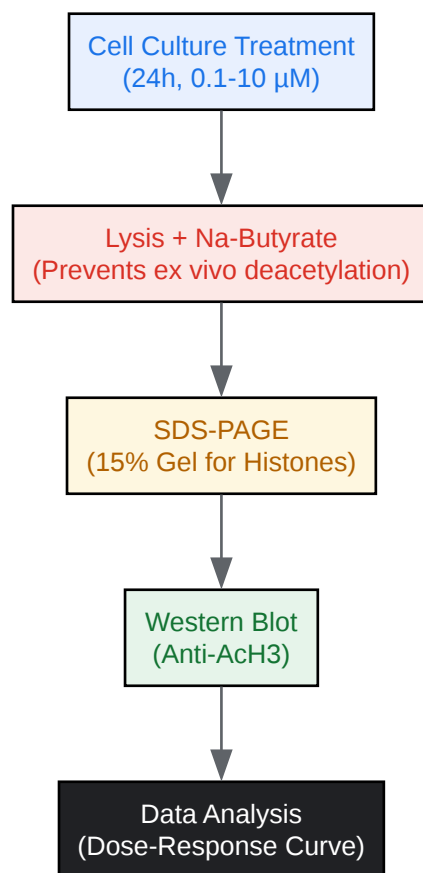 Cell Culture Treatment
(24h, 0.1-10 µM)
Lysis + Na-Butyrate
(Prevents ex vivo deacetylation)
SDS-PAGE
(15% Gel for Histones)
Western Blot
(Anti-AcH3)
Data Analysis
(Dose-Response Curve)